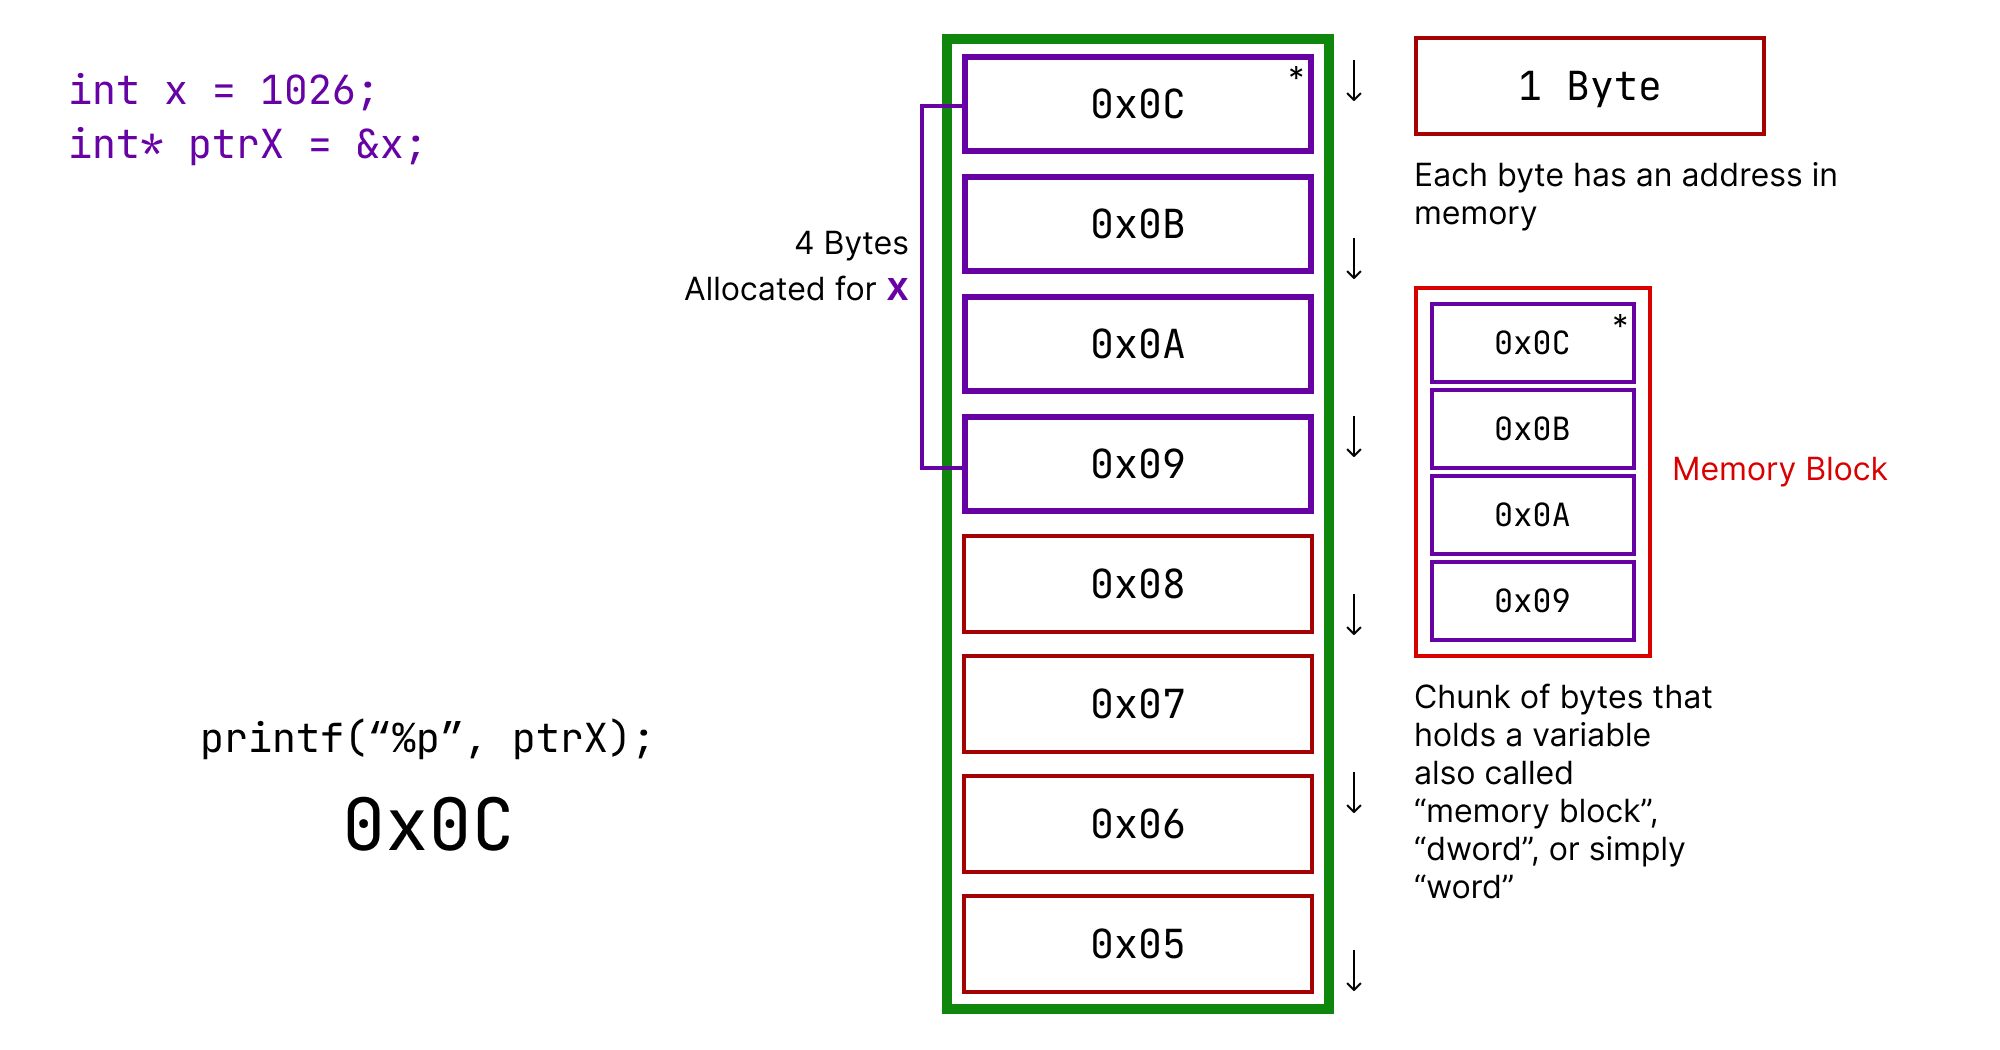 int x = 1026;
int* ptrX = &x;
4 Bytes
Allocated for x
printf(“%p”, ptrX);
0x0C
0x0C *
0x0B
0x0A
0x09
0x08
0x07
0x06
0x05
1 Byte
Each byte has an address in
memory
0x0C *
0x0B
0x0A
0x09
Memory Block
Chunk of bytes that
holds a variable
also called
“memory block”,
“dword”, or simply
“word”